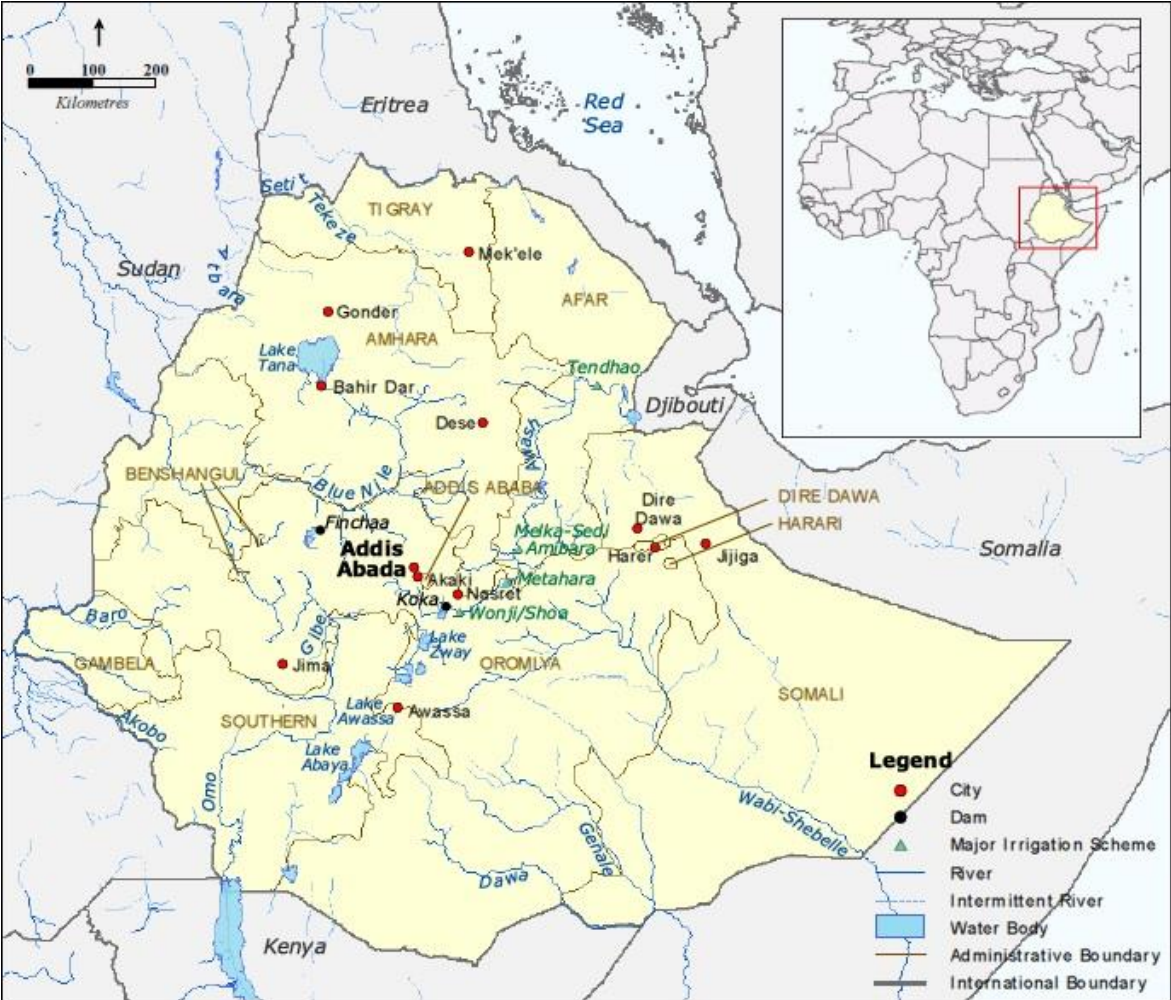 0 100 200
Kilometres
Eritrea
Red
Sea
Seti
Tekeze
TIGRAY
Sudan
Atbara
Mek'ele
AFAR
Gonder
AMHARA
Lake
Tana
Bahir Dar
Tendhao
Djibouti
Dese
Awash
BENSHANGUL
Blue Nile
ADDIS ABABA
Dire
Dawa
DIRE DAWA
HARARI
Finchaa
Melka-Sedi
Amibara
Harer
Jijiga
Somalia
Addis
Abada
Akaki
Metahara
Koka
Nasret
Wonji/Shoa
Baro
Gibe
Lake
Zway
GAMBELA
Jima
OROMIYA
SOMALI
Akobo
SOUTHERN
Lake
Awassa
Awassa
Lake
Abaya
Omo
Wabi-Shebelle
Genale
Dawa
Kenya
Legend
City
Dam
Major Irrigation Scheme
River
Intermittent River
Water Body
Administrative Boundary
International Boundary